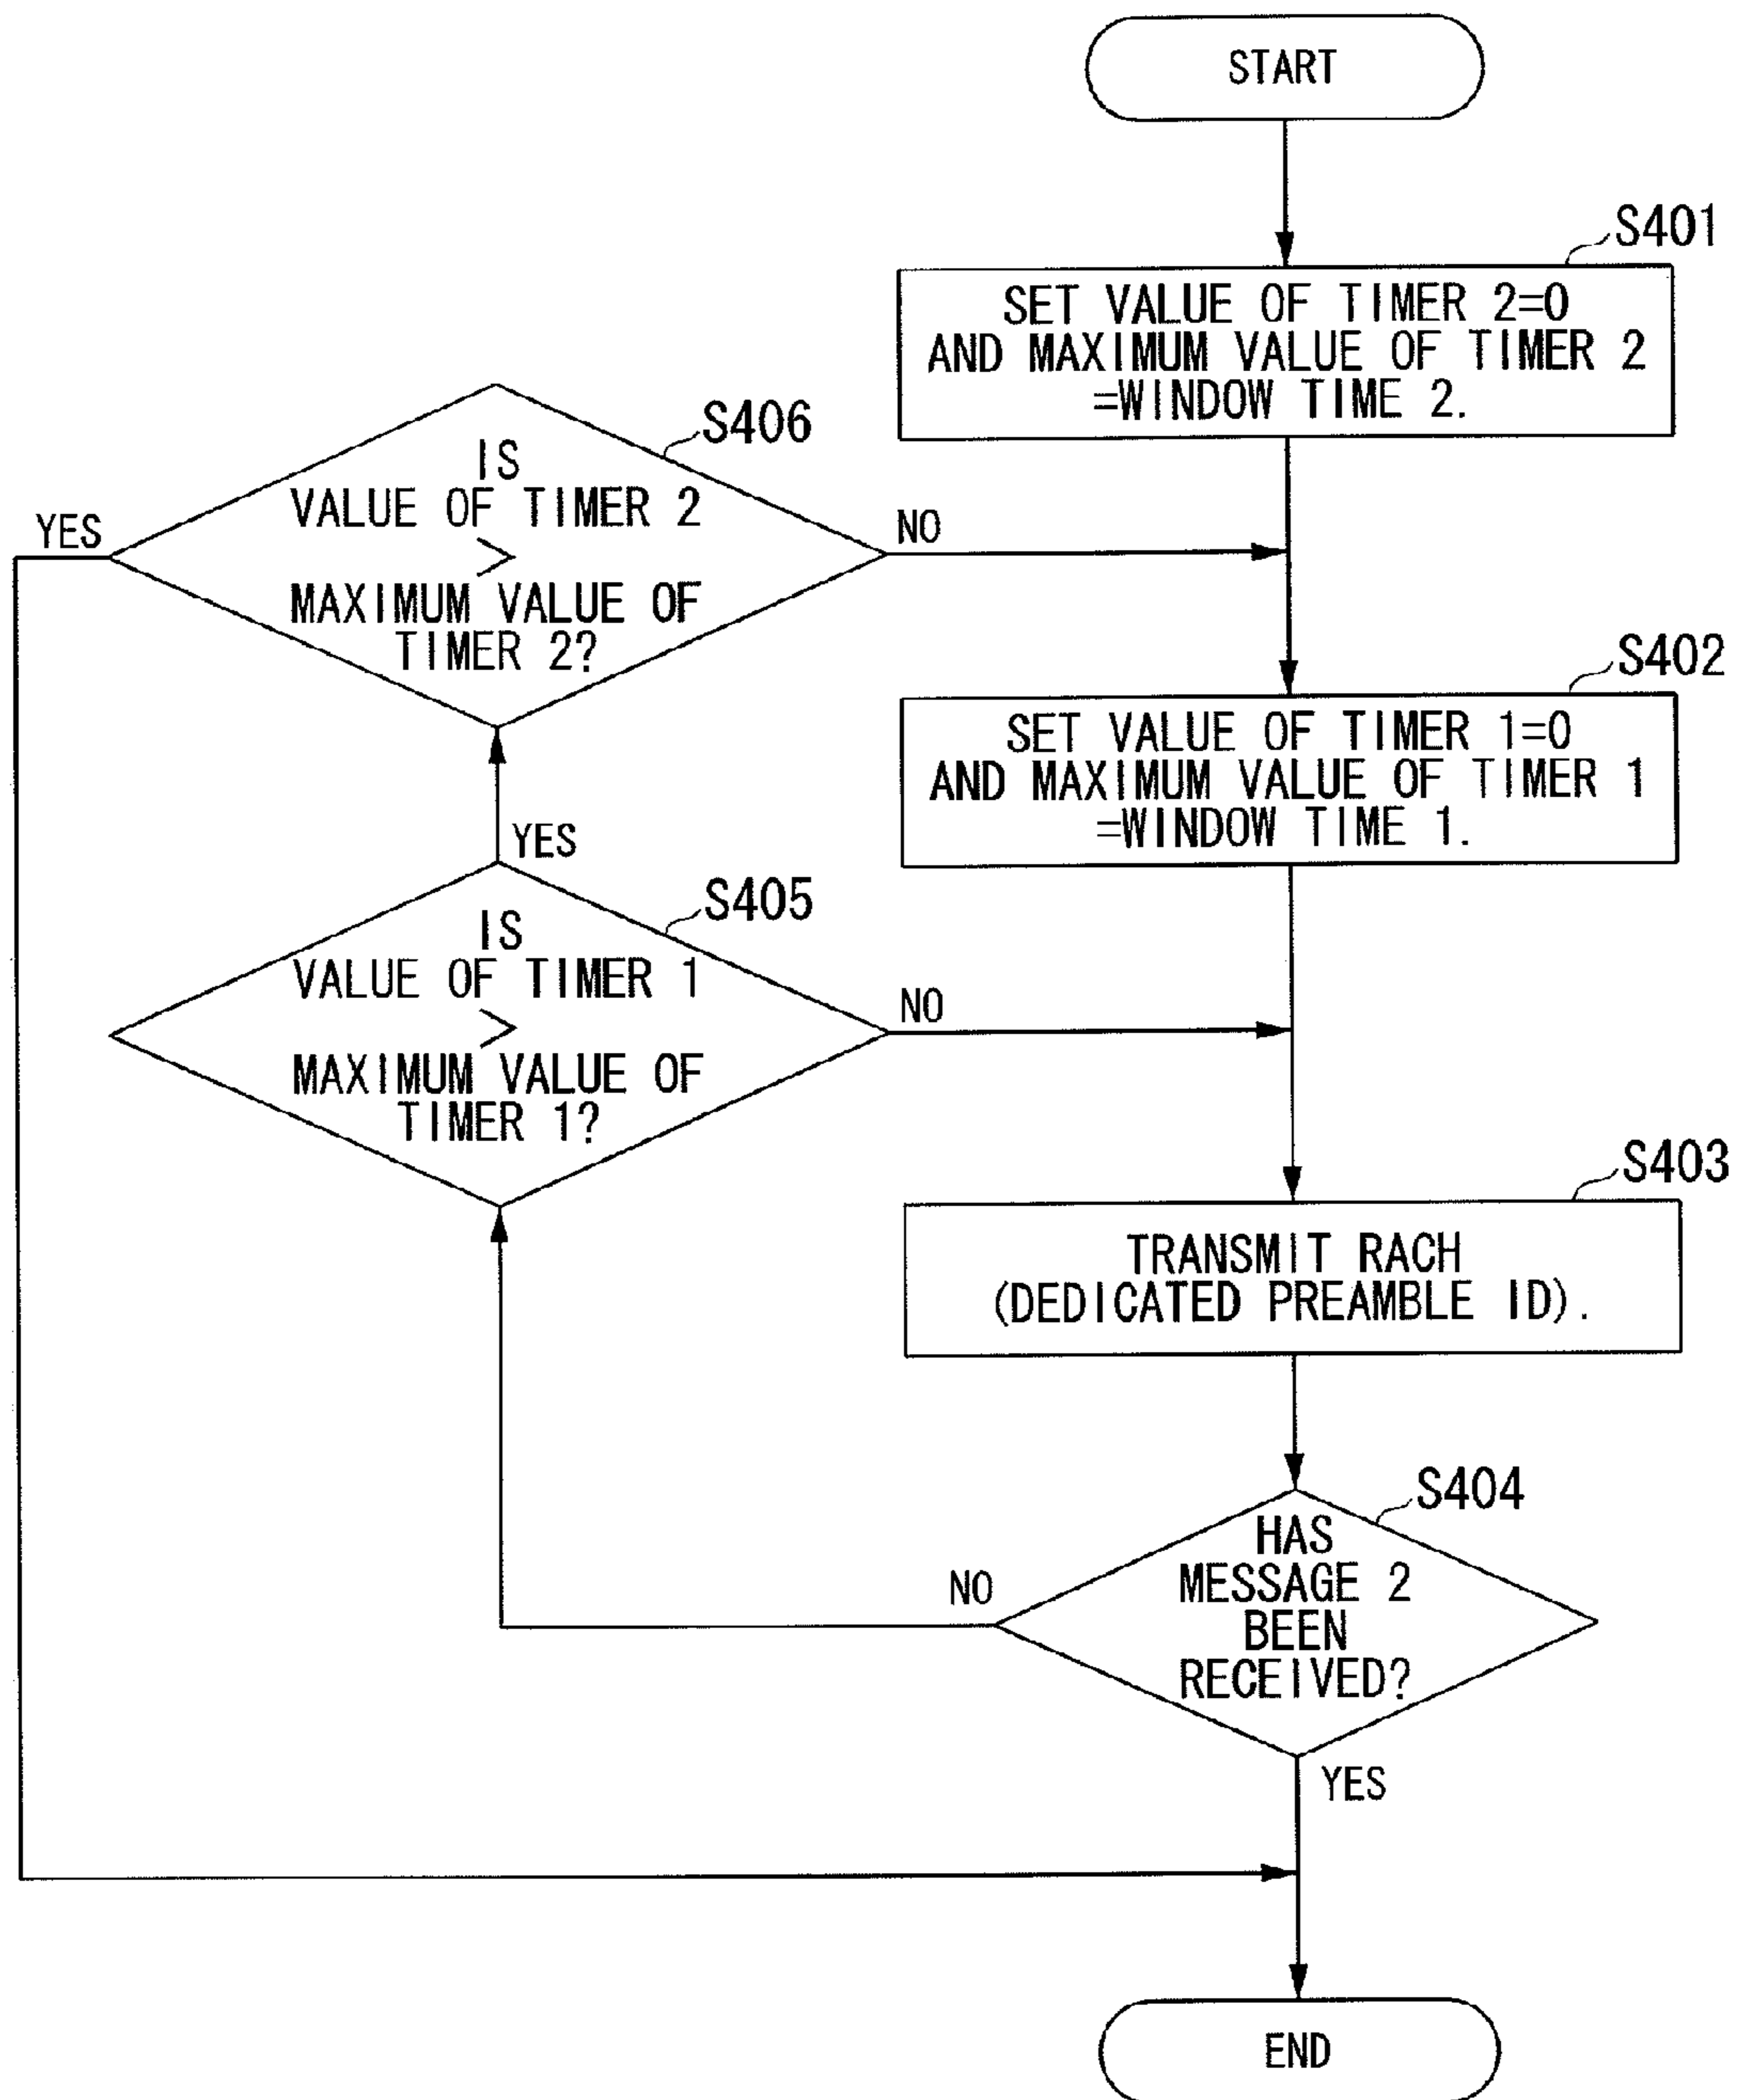 START
S401
SET VALUE OF TIMER 2=0
AND MAXIMUM VALUE OF TIMER 2
=WINDOW TIME 2.
S406
IS
VALUE OF TIMER 2
>
MAXIMUM VALUE OF
TIMER 2?
YES
NO
S402
SET VALUE OF TIMER 1=0
AND MAXIMUM VALUE OF TIMER 1
=WINDOW TIME 1.
YES
S405
IS
VALUE OF TIMER 1
>
MAXIMUM VALUE OF
TIMER 1?
NO
S403
TRANSMIT RACH
(DEDICATED PREAMBLE ID).
S404
HAS
MESSAGE 2
BEEN
RECEIVED?
NO
YES
END